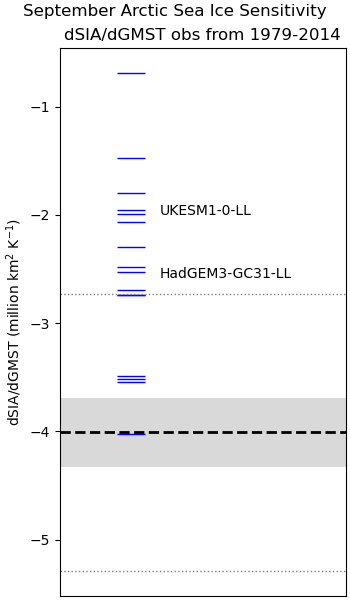 September Arctic Sea Ice Sensitivity
dSIA/dGMST obs from 1979-2014
dSIA/dGMST (million km² K⁻¹)
−1
−2
−3
−4
−5
UKESM1-0-LL
HadGEM3-GC31-LL